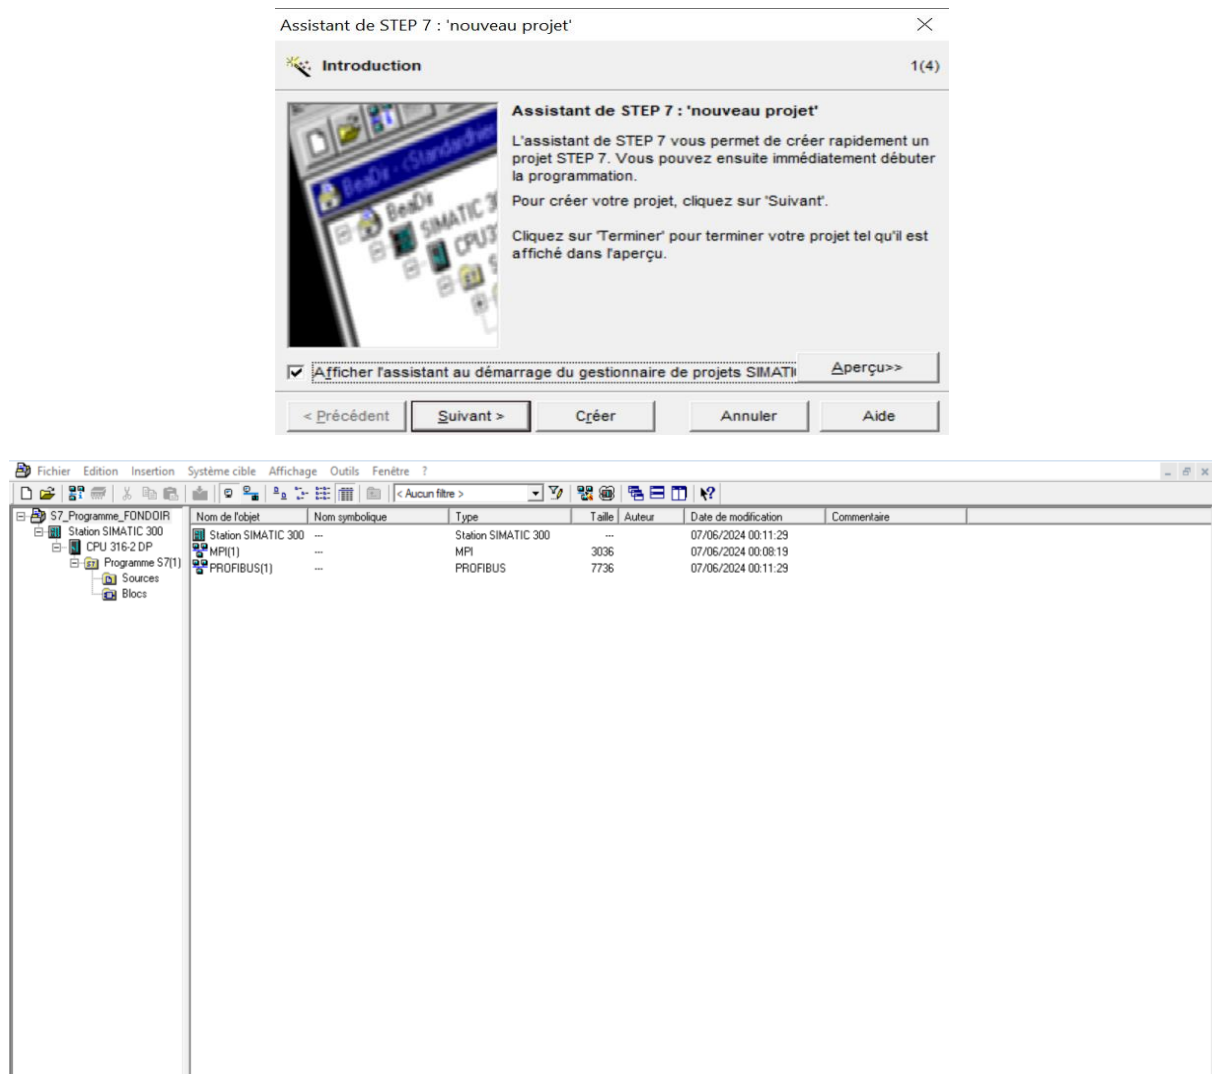 Assistant de STEP 7 : 'nouveau projet'
Introduction
1(4)
BeaDir - <Standardhier
BeaDir
SIMATIC 3
CPU3
S
Assistant de STEP 7 : 'nouveau projet'
L'assistant de STEP 7 vous permet de créer rapidement un
projet STEP 7. Vous pouvez ensuite immédiatement débuter
la programmation.
Pour créer votre projet, cliquez sur 'Suivant'.
Cliquez sur 'Terminer' pour terminer votre projet tel qu'il est
affiché dans l'aperçu.
Afficher l'assistant au démarrage du gestionnaire de projets SIMATI
Aperçu>>
< Précédent Suivant > Créer Annuler Aide
Fichier Edition Insertion Système cible Affichage Outils Fenêtre ?
< Aucun filtre >
S7_Programme_FONDOIR
Station SIMATIC 300
CPU 316-2 DP
Programme S7(1)
Sources
Blocs
Nom de l'objet Nom symbolique Type Taille Auteur Date de modification Commentaire
Station SIMATIC 300 --- Station SIMATIC 300 --- 07/06/2024 00:11:29
MPI(1) --- MPI 3036 07/06/2024 00:08:19
PROFIBUS(1) --- PROFIBUS 7736 07/06/2024 00:11:29